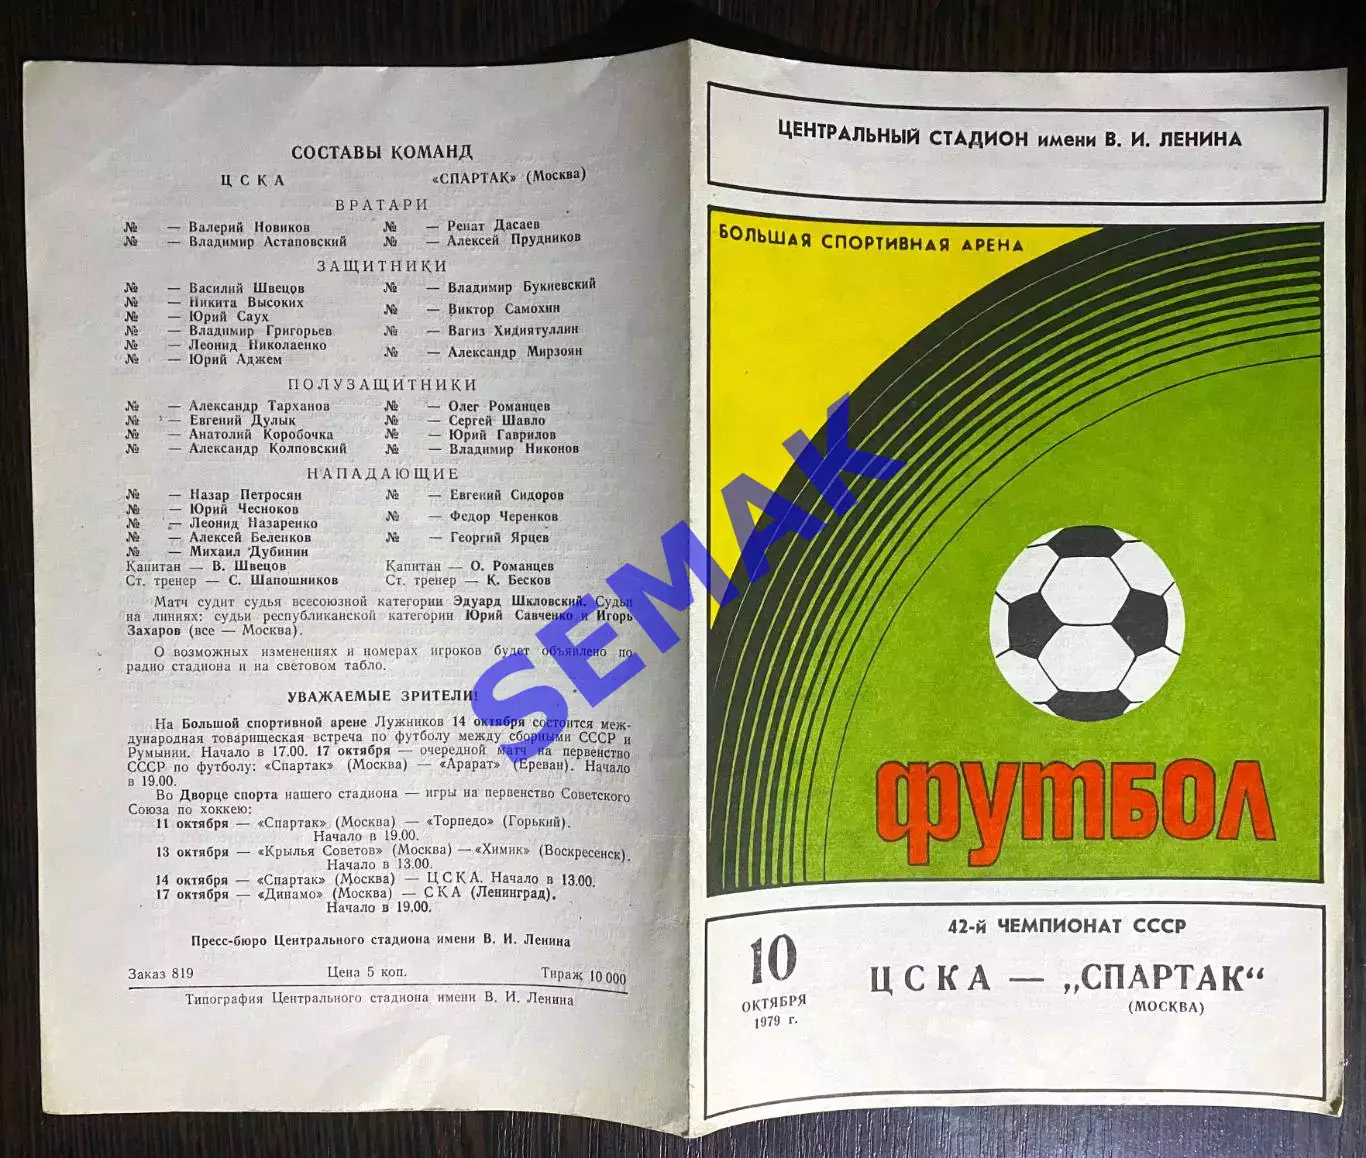 СОСТАВЫ КОМАНД
ЦСКА «СПАРТАК» (Москва)
ВРАТАРИ
№ — Валерий Новиков № — Ренат Дасаев
№ — Владимир Астаповский № — Алексей Прудников
ЗАЩИТНИКИ
№ — Василий Швецов № — Владимир Букиевский
№ — Никита Высоких
№ — Юрий Саух № — Виктор Самохин
№ — Владимир Григорьев № — Вагиз Хидиятуллин
№ — Леонид Николаенко
№ — Юрий Аджем № — Александр Мирзоян
ПОЛУЗАЩИТНИКИ
№ — Александр Тарханов № — Олег Романцев
№ — Евгений Дулык № — Сергей Шавло
№ — Анатолий Коробочка № — Юрий Гаврилов
№ — Александр Колповский № — Владимир Никонов
НАПАДАЮЩИЕ
№ — Назар Петросян № — Евгений Сидоров
№ — Юрий Чесноков
№ — Леонид Назаренко № — Федор Черенков
№ — Алексей Беленков № — Георгий Ярцев
№ — Михаил Дубинин
Капитан — В. Швецов Капитан — О. Романцев
Ст. тренер — С. Шапошников Ст. тренер — К. Бесков
Матч судит судья всесоюзной категории Эдуард Шкловский. Судьи
на линиях: судьи республиканской категории Юрий Савченко и Игорь
Захаров (все — Москва).
О возможных изменениях и номерах игроков будет объявлено по
радио стадиона и на световом табло.
УВАЖАЕМЫЕ ЗРИТЕЛИ!
На Большой спортивной арене Лужников 14 октября состоится меж-
дународная товарищеская встреча по футболу между сборными СССР и
Румынии. Начало в 17.00. 17 октября — очередной матч на первенство
СССР по футболу: «Спартак» (Москва) — «Арарат» (Ереван). Начало
в 19.00.
Во Дворце спорта нашего стадиона — игры на первенство Советского
Союза по хоккею:
11 октября — «Спартак» (Москва) — «Торпедо» (Горький).
Начало в 19.00.
13 октября — «Крылья Советов» (Москва) — «Химик» (Воскресенск).
Начало в 13.00.
14 октября — «Спартак» (Москва) — ЦСКА. Начало в 13.00.
17 октября — «Динамо» (Москва) — СКА (Ленинград).
Начало в 19.00.
Пресс-бюро Центрального стадиона имени В. И. Ленина
Заказ 819 Цена 5 коп. Тираж 10 000
Типография Центрального стадиона имени В. И. Ленина
ЦЕНТРАЛЬНЫЙ СТАДИОН имени В. И. ЛЕНИНА
БОЛЬШАЯ СПОРТИВНАЯ АРЕНА
ФУТБОЛ
42-й ЧЕМПИОНАТ СССР
10
ОКТЯБРЯ
1979 г.
ЦСКА — „СПАРТАК“
(МОСКВА)
SEMAK